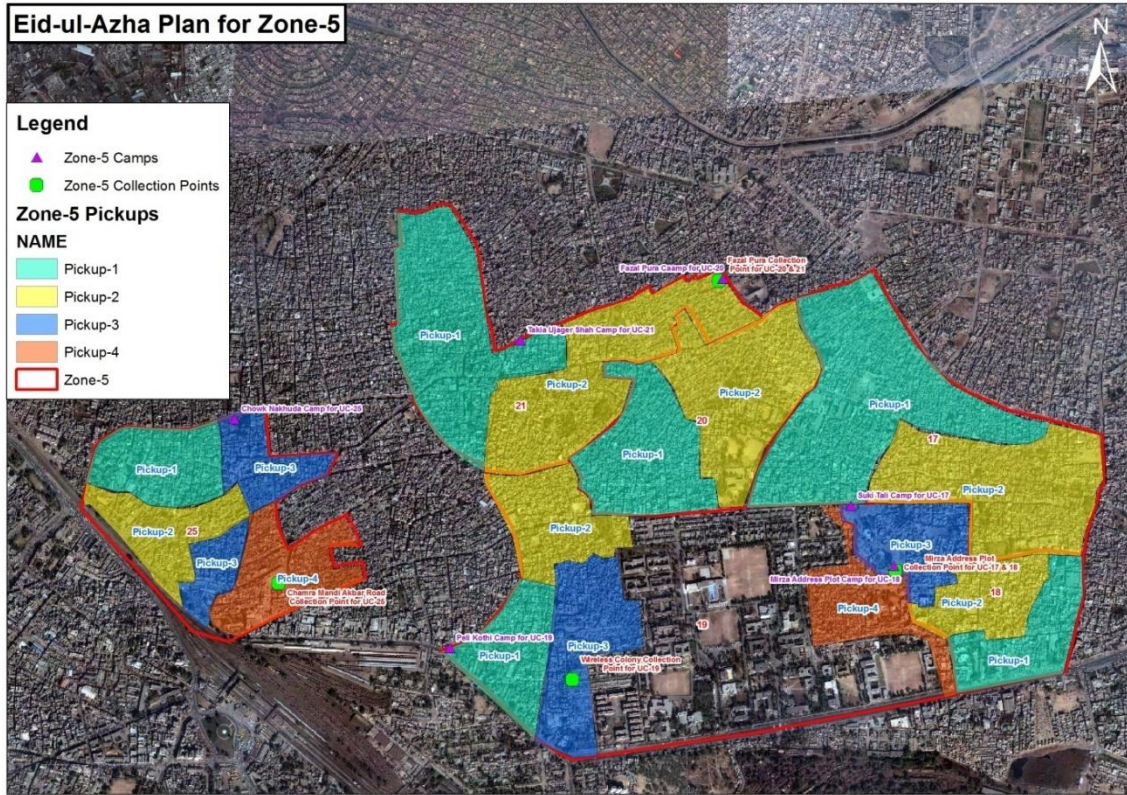 Eid-ul-Azha Plan for Zone-5
N
Legend
Zone-5 Camps
Zone-5 Collection Points
Zone-5 Pickups
NAME
Pickup-1
Pickup-2
Pickup-3
Pickup-4
Zone-5
Fazal Pura Caamp for UC-20
Fazal Pura Collection
Point for UC-20 & 21
Pickup-1
Takia Ujager Shah Camp for UC-21
Pickup-2
21
Pickup-2
20
Pickup-1
Pickup-1
17
Pickup-2
Chowk Nakhuda Camp for UC-25
Pickup-1
Pickup-3
Pickup-2
25
Pickup-3
Pickup-4
Chamra Mandi Akbar Road
Collection Point for UC-25
Pickup-2
Suki Tali Camp for UC-17
Pickup-3
Mirza Address Plot
Collection Point for UC-17 & 18
Mirza Address Plot Camp for UC-18
18
Pickup-2
Pickup-4
19
Peli Kothi Camp for UC-19
Pickup-1
Pickup-3
Wireless Colony Collection
Point for UC-19
Pickup-1